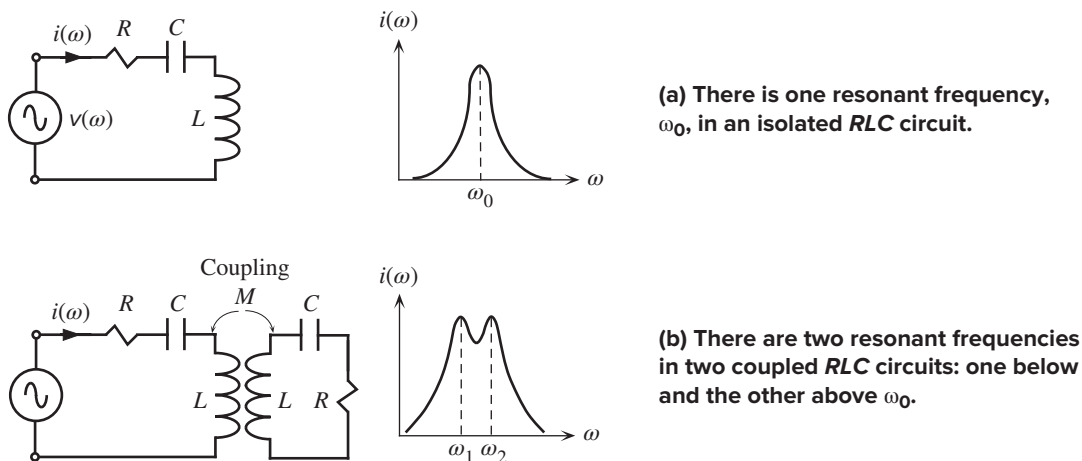 i(ω) R C
v(ω) L
i(ω)
ω
ω₀
(a) There is one resonant frequency,
ω₀, in an isolated RLC circuit.
Coupling
M
i(ω) R C C
L L R
i(ω)
ω
ω₁ ω₂
(b) There are two resonant frequencies
in two coupled RLC circuits: one below
and the other above ω₀.